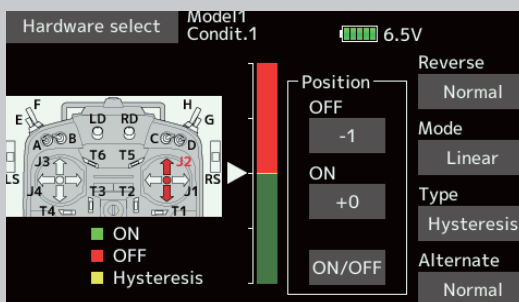 Hardware select
Model1
Condit.1
6.5V
F
H
E
G
LD RD
A B
C D
T6 T5
J3
J2
LS
RS
J4
T3 T2
J1
T4
T1
ON
OFF
Hysteresis
Position
OFF
-1
ON
+0
ON/OFF
Reverse
Normal
Mode
Linear
Type
Hysteresis
Alternate
Normal